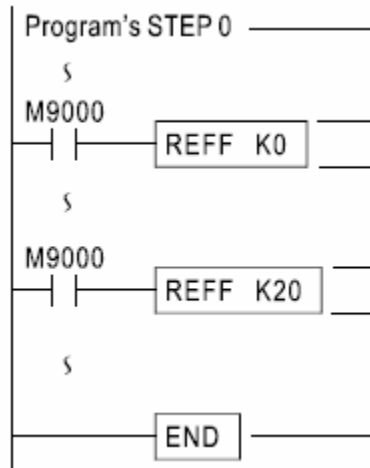 Program's STEP 0
M9000
REFF K0
M9000
REFF K20
END